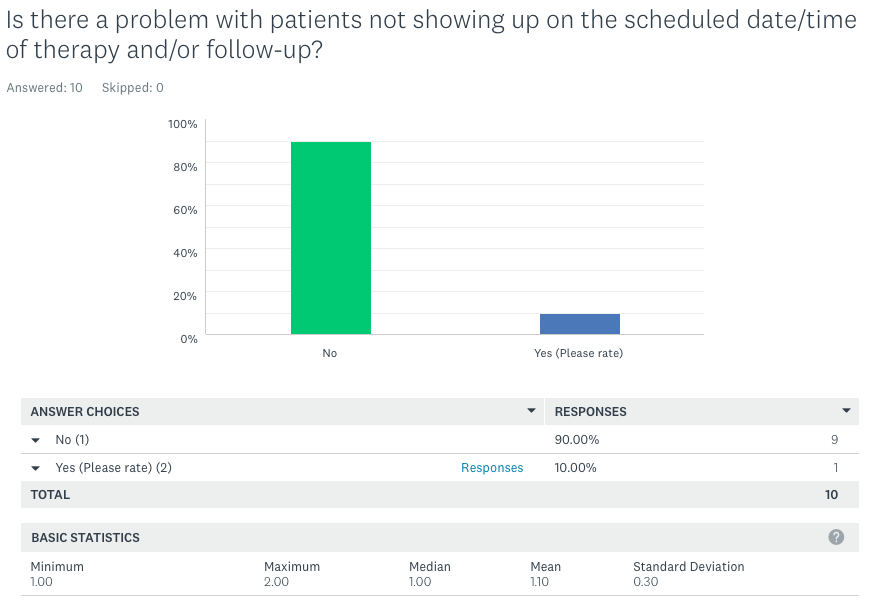 Is there a problem with patients not showing up on the scheduled date/time
of therapy and/or follow-up?
Answered: 10 Skipped: 0
100%
80%
60%
40%
20%
0%
No Yes (Please rate)
ANSWER CHOICES RESPONSES
No (1) 90.00% 9
Yes (Please rate) (2) Responses 10.00% 1
TOTAL 10
BASIC STATISTICS ?
Minimum Maximum Median Mean Standard Deviation
1.00 2.00 1.00 1.10 0.30